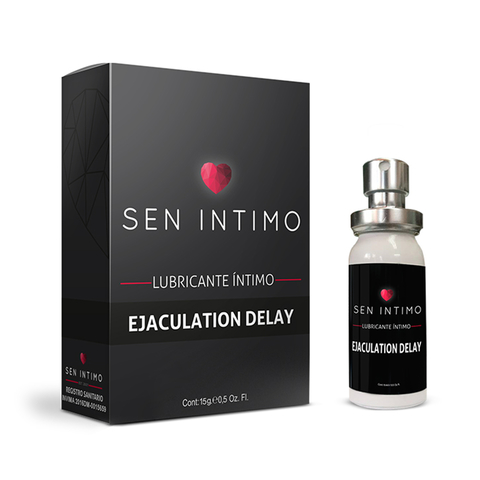 SEN INTIMO
LUBRICANTE ÍNTIMO
EJACULATION DELAY
Cont:15g.℮0,5 Oz. Fl.
SEN INTIMO
REGISTRO SANITARIO
SEN INTIMO
LUBRICANTE ÍNTIMO
EJACULATION DELAY